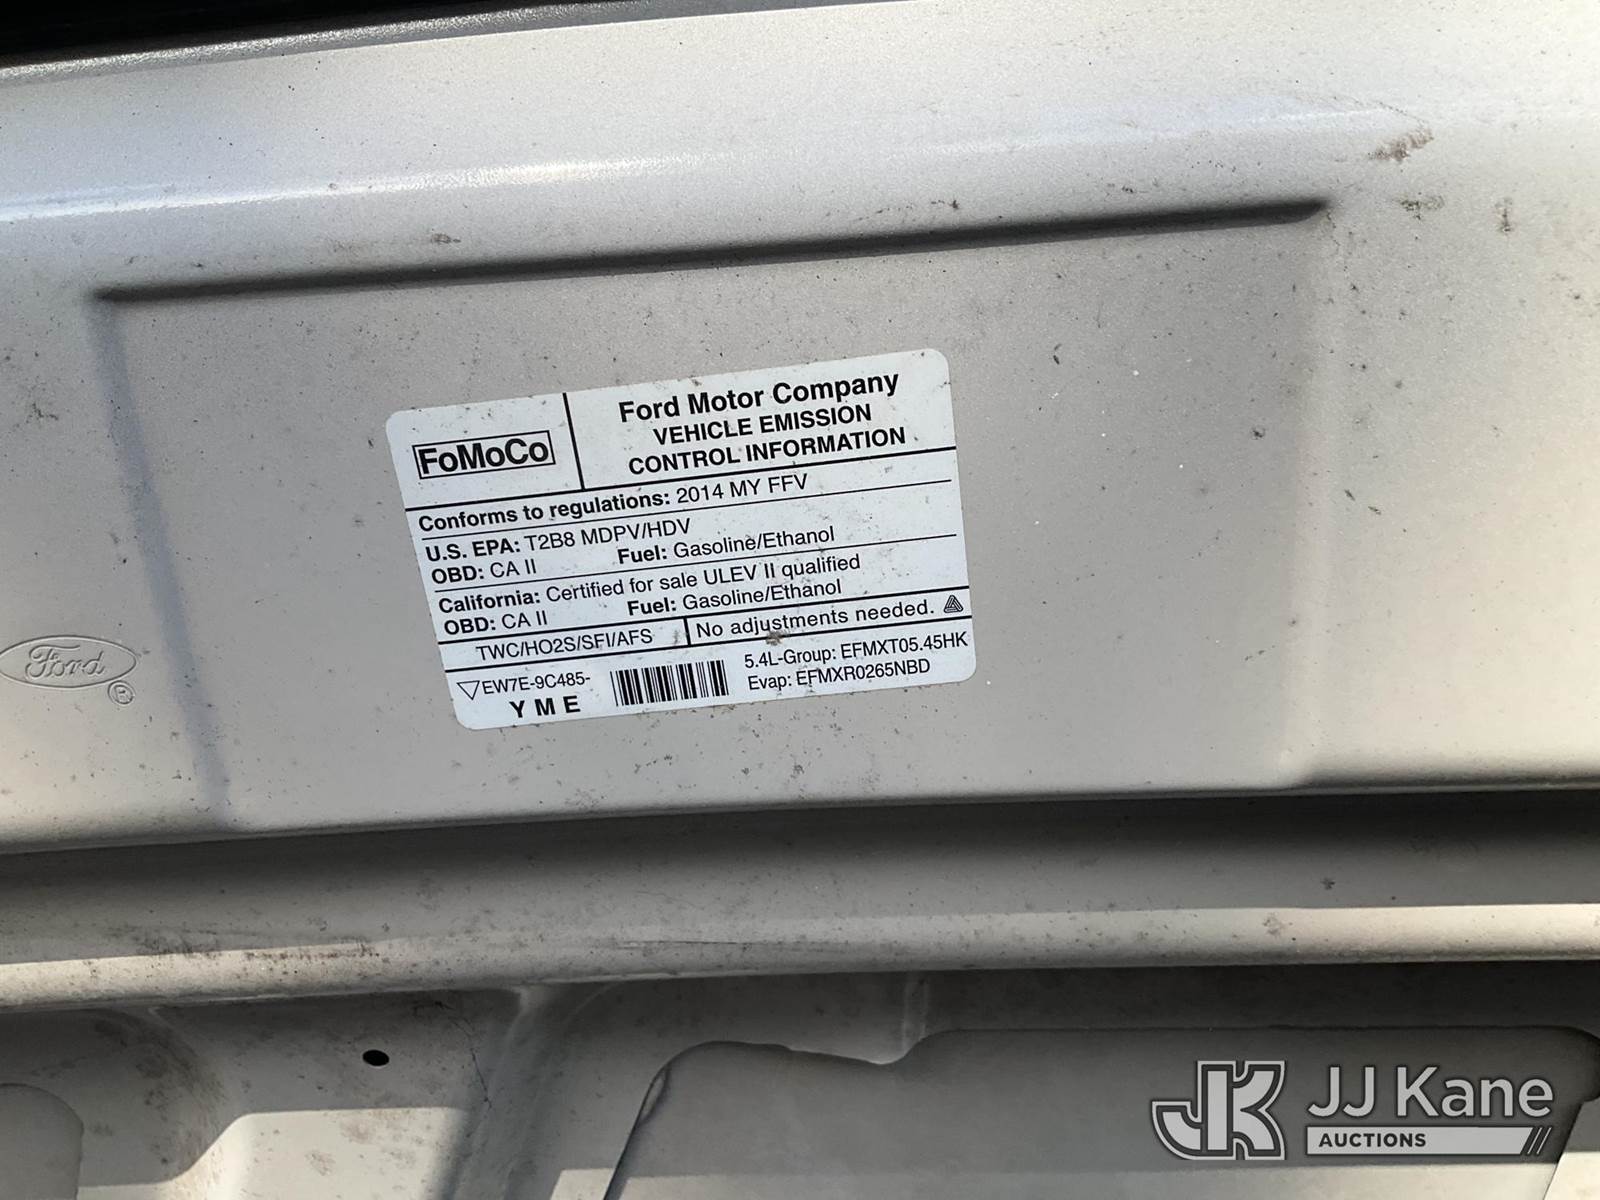 FoMoCo
Ford Motor Company
VEHICLE EMISSION
CONTROL INFORMATION
Conforms to regulations: 2014 MY FFV
U.S. EPA: T2B8 MDPV/HDV
OBD: CA II Fuel: Gasoline/Ethanol
California: Certified for sale ULEV II qualified
OBD: CA II Fuel: Gasoline/Ethanol
TWC/HO2S/SFI/AFS No adjustments needed.
EW7E-9C485-
YME
5.4L-Group: EFMXT05.45HK
Evap: EFMXR0265NBD
Ford
®
JK JJ Kane
AUCTIONS